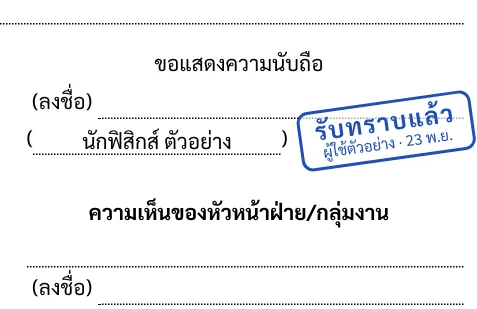 ขอแสดงความนับถือ
(ลงชื่อ)
รับทราบแล้ว
ผู้ใช้ตัวอย่าง · 23 พ.ย.
( นักฟิสิกส์ ตัวอย่าง )
ความเห็นของหัวหน้าฝ่าย/กลุ่มงาน
(ลงชื่อ)